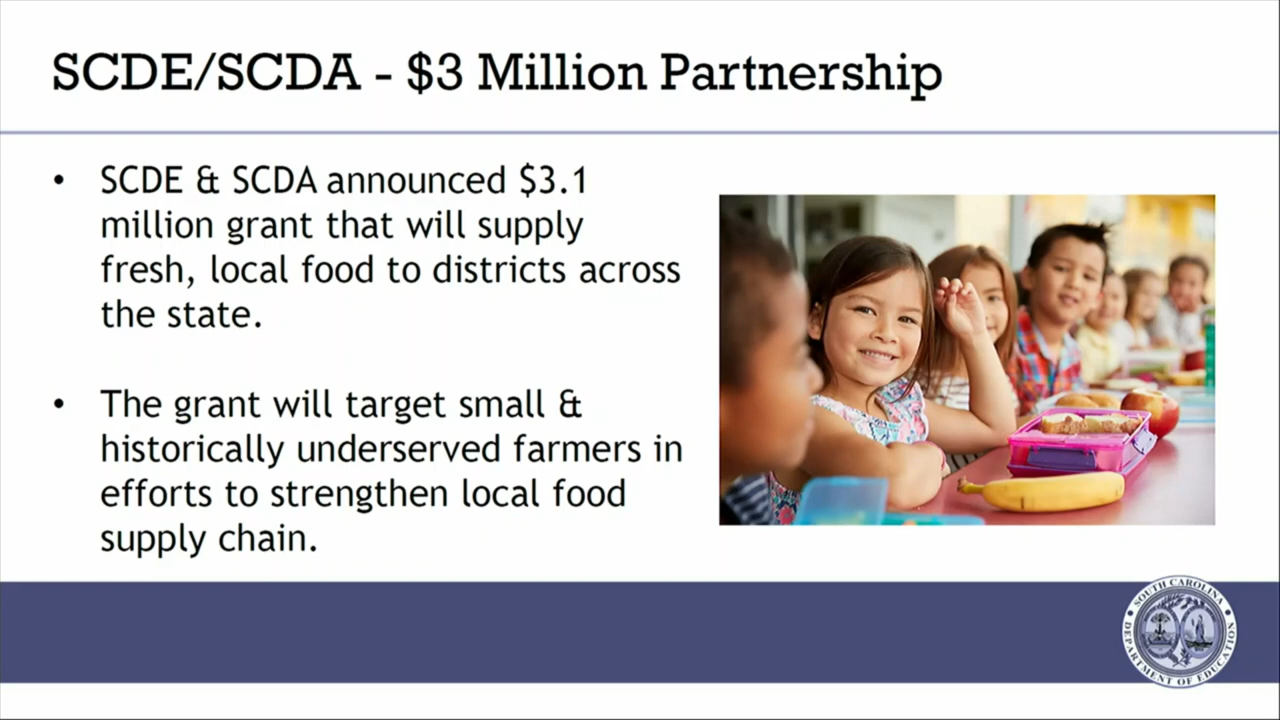 SCDE/SCDA - $3 Million Partnership
• SCDE & SCDA announced $3.1
million grant that will supply
fresh, local food to districts across
the state.
• The grant will target small &
historically underserved farmers in
efforts to strengthen local food
supply chain.
SOUTH CAROLINA
DEPARTMENT OF EDUCATION